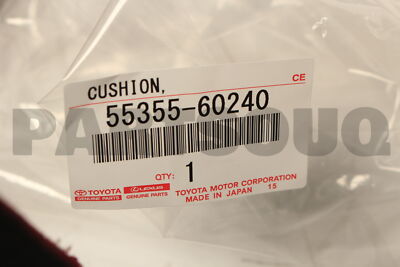 CUSHION,
CE
55355-60240
PARTSOUQ
QTY: 1
TOYOTA LEXUS TOYOTA MOTOR CORPORATION
GENUINE PARTS GENUINE PARTS MADE IN JAPAN 15